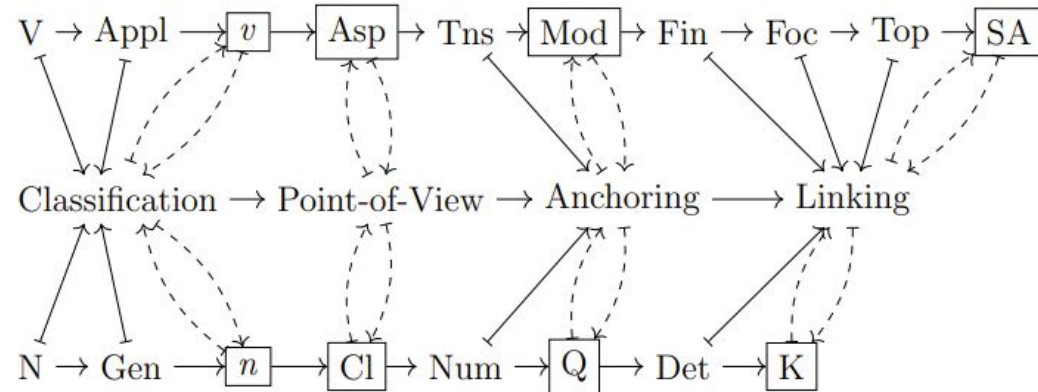 V Appl v Asp Tns Mod Fin Foc Top SA
Classification Point-of-View Anchoring Linking
N Gen n Cl Num Q Det K